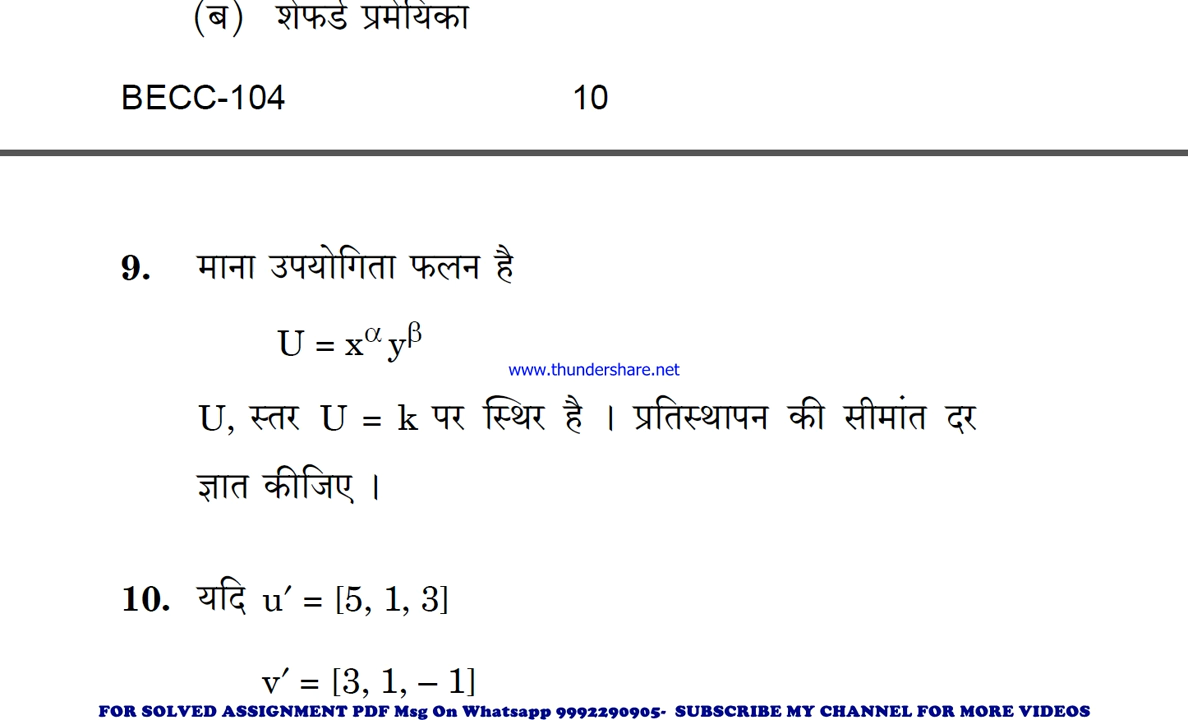 (ब) शेफर्ड प्रमेयिका
BECC-104 10
9. माना उपयोगिता फलन है
U = x^α y^β
www.thundershare.net
U, स्तर U = k पर स्थिर है । प्रतिस्थापन की सीमांत दर
ज्ञात कीजिए ।
10. यदि u′ = [5, 1, 3]
v′ = [3, 1, – 1]
FOR SOLVED ASSIGNMENT PDF Msg On Whatsapp 9992290905- SUBSCRIBE MY CHANNEL FOR MORE VIDEOS